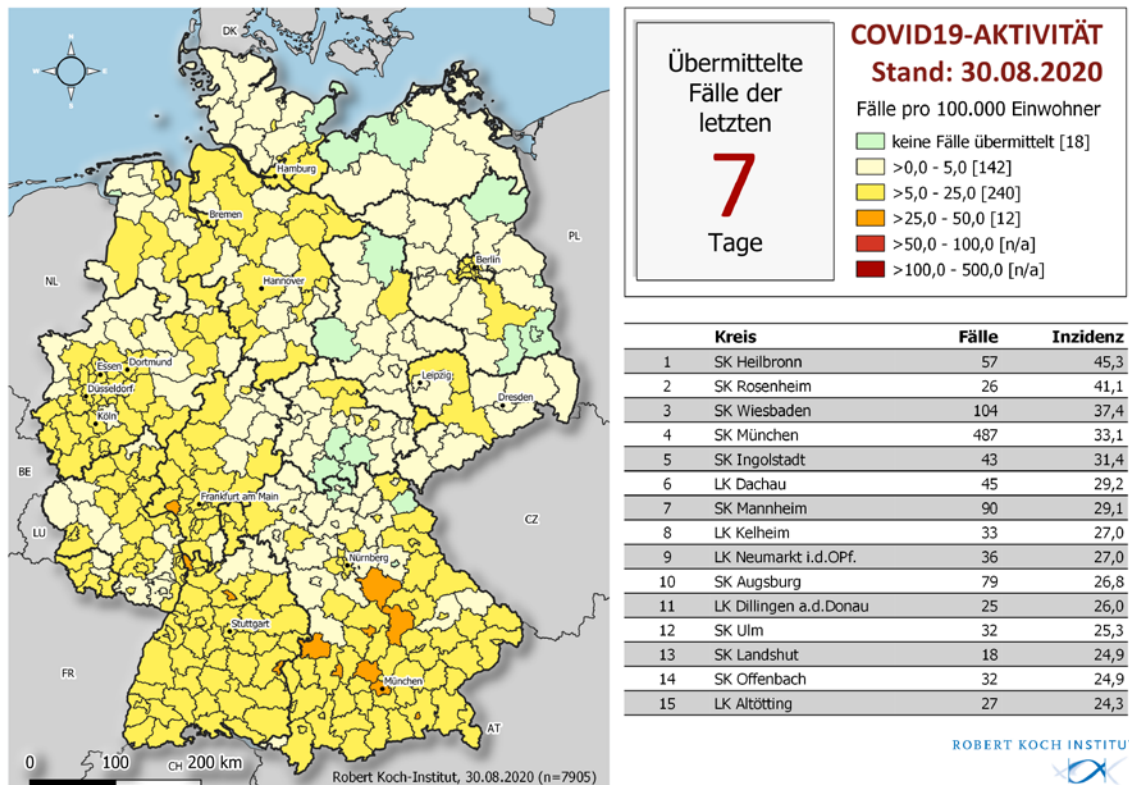 DK
PL
NL
BE
LU
CZ
FR
CH
AT
N
W
E
S
Hamburg
Bremen
Berlin
Hannover
Essen
Dortmund
Düsseldorf
Köln
Leipzig
Dresden
Frankfurt am Main
Nürnberg
Stuttgart
München
0 100 200 km
Robert Koch-Institut, 30.08.2020 (n=7905)
Übermittelte
Fälle der
letzten
7
Tage
COVID19-AKTIVITÄT
Stand: 30.08.2020
Fälle pro 100.000 Einwohner
keine Fälle übermittelt [18]
>0,0 - 5,0 [142]
>5,0 - 25,0 [240]
>25,0 - 50,0 [12]
>50,0 - 100,0 [n/a]
>100,0 - 500,0 [n/a]
Kreis Fälle Inzidenz
1 SK Heilbronn 57 45,3
2 SK Rosenheim 26 41,1
3 SK Wiesbaden 104 37,4
4 SK München 487 33,1
5 SK Ingolstadt 43 31,4
6 LK Dachau 45 29,2
7 SK Mannheim 90 29,1
8 LK Kelheim 33 27,0
9 LK Neumarkt i.d.OPf. 36 27,0
10 SK Augsburg 79 26,8
11 LK Dillingen a.d.Donau 25 26,0
12 SK Ulm 32 25,3
13 SK Landshut 18 24,9
14 SK Offenbach 32 24,9
15 LK Altötting 27 24,3
ROBERT KOCH INSTITUT